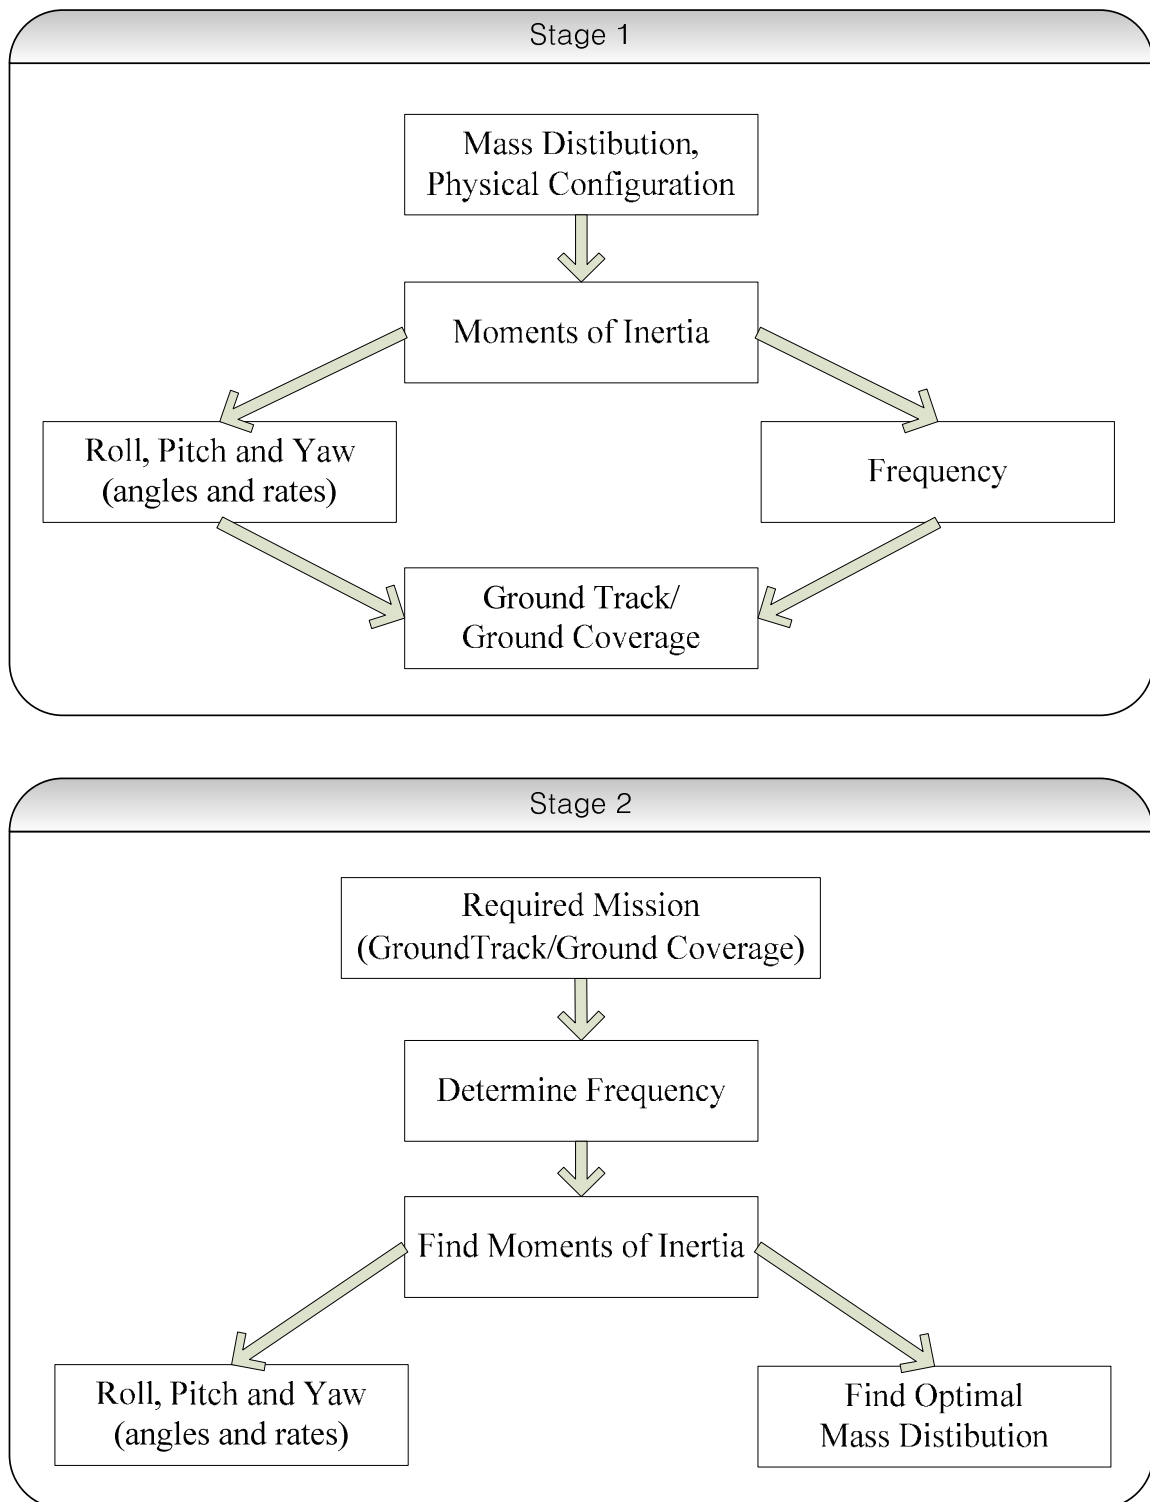 Stage 1
Mass Distibution,
Physical Configuration
Moments of Inertia
Roll, Pitch and Yaw
(angles and rates)
Frequency
Ground Track/
Ground Coverage
Stage 2
Required Mission
(GroundTrack/Ground Coverage)
Determine Frequency
Find Moments of Inertia
Roll, Pitch and Yaw
(angles and rates)
Find Optimal
Mass Distibution